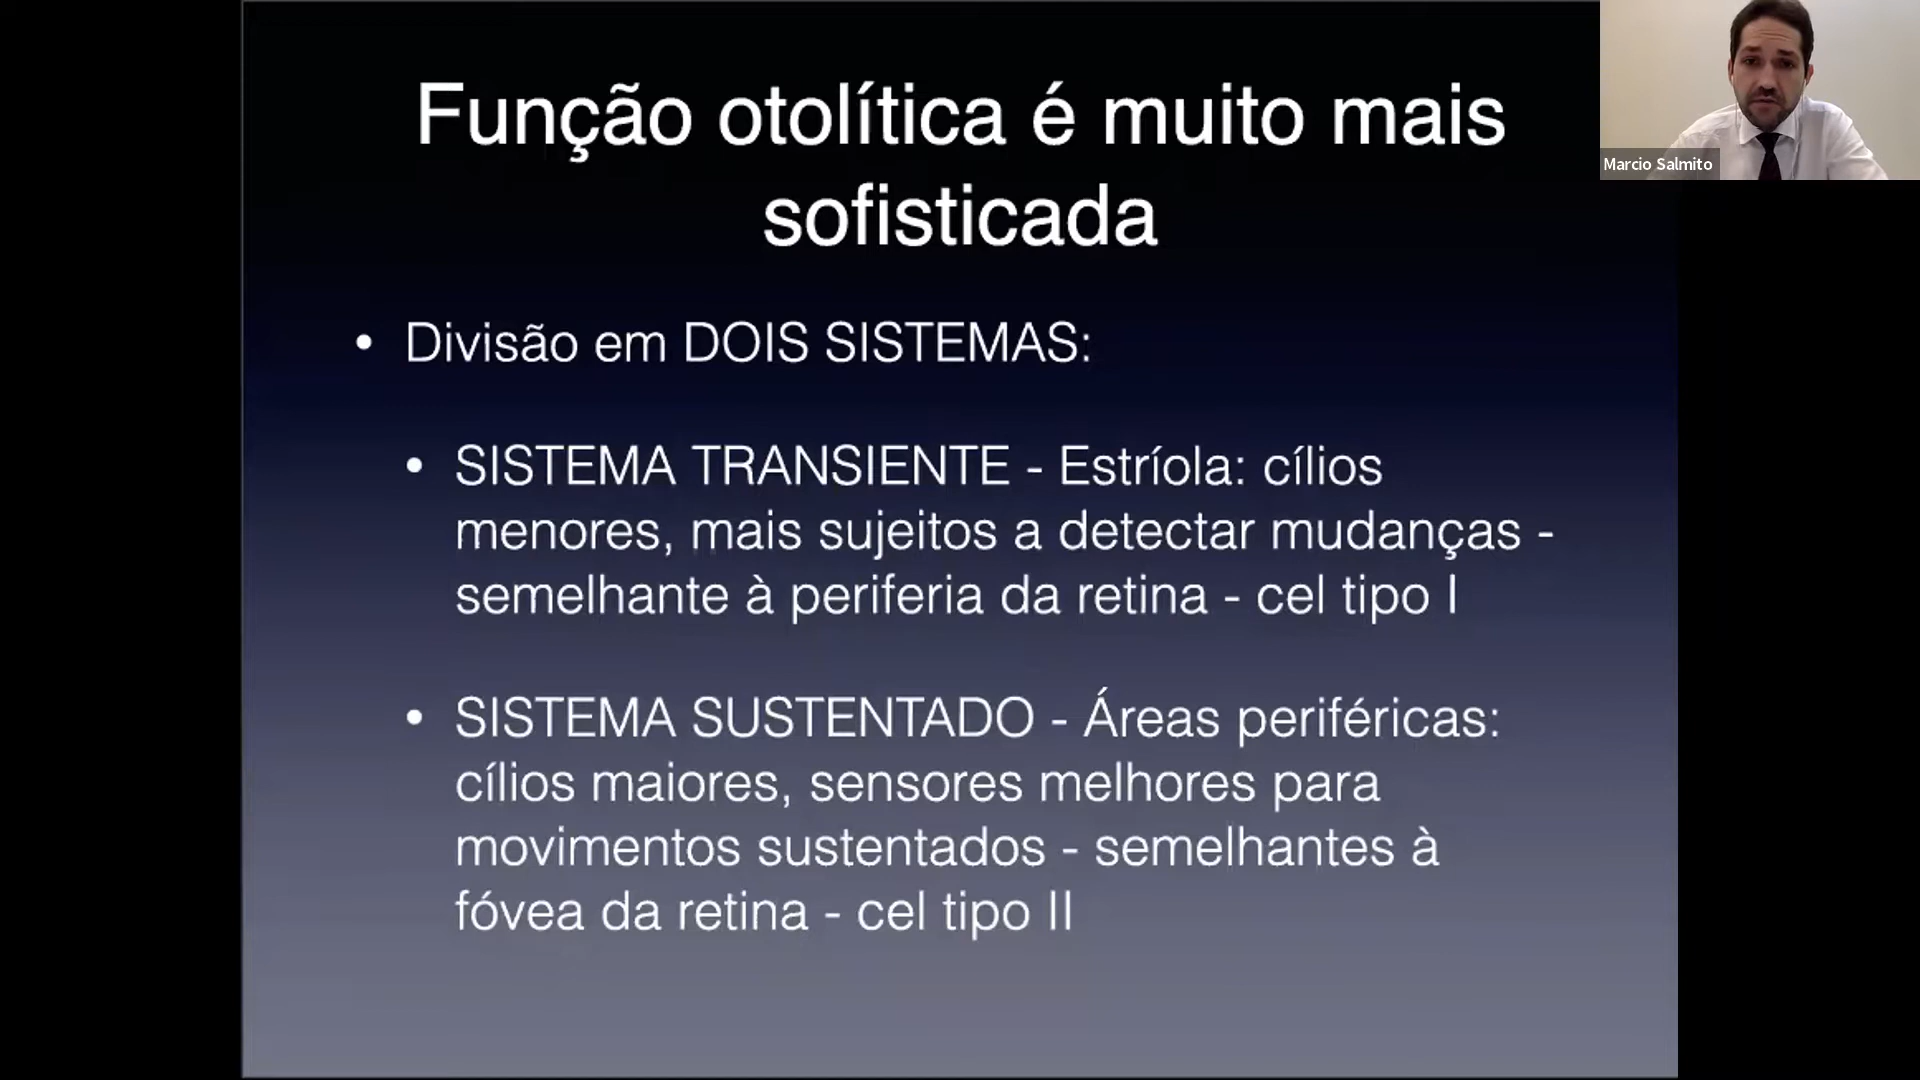 Função otolítica é muito mais
sofisticada
Marcio Salmito
• Divisão em DOIS SISTEMAS:
• SISTEMA TRANSIENTE - Estríola: cílios
menores, mais sujeitos a detectar mudanças -
semelhante à periferia da retina - cel tipo I
• SISTEMA SUSTENTADO - Áreas periféricas:
cílios maiores, sensores melhores para
movimentos sustentados - semelhantes à
fóvea da retina - cel tipo II